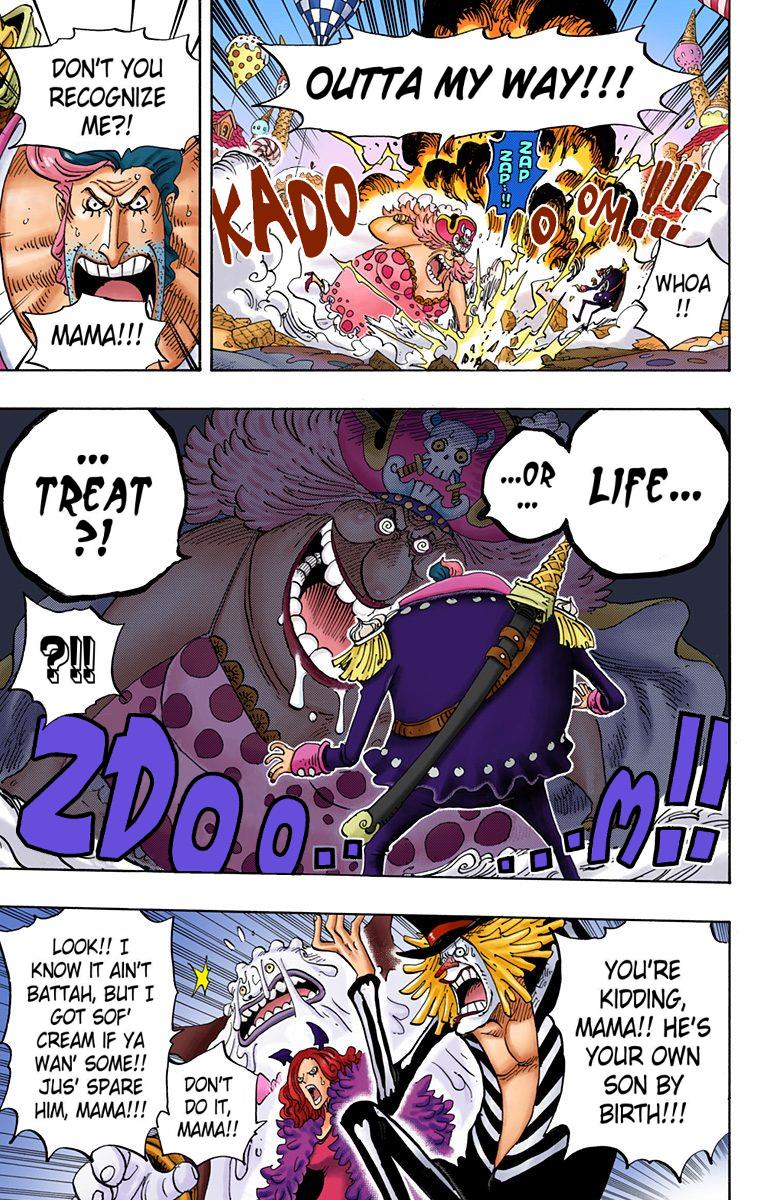 OUTTA MY WAY!!!
ZAP
ZAP..!!
KADO
O
OM...!!!
WHOA
!!
DON'T YOU
RECOGNIZE
ME?!
MAMA!!!
LIFE...
...OR
...
...
TREAT
?!
?!!
ZDOO.. ...M!!
YOU'RE
KIDDING,
MAMA!! HE'S
YOUR OWN
SON BY
BIRTH!!!
DON'T
DO IT,
MAMA!!
LOOK!! I
KNOW IT AIN'T
BATTAH, BUT I
GOT SOF'
CREAM IF YA
WAN' SOME!!
JUS' SPARE
HIM, MAMA!!!